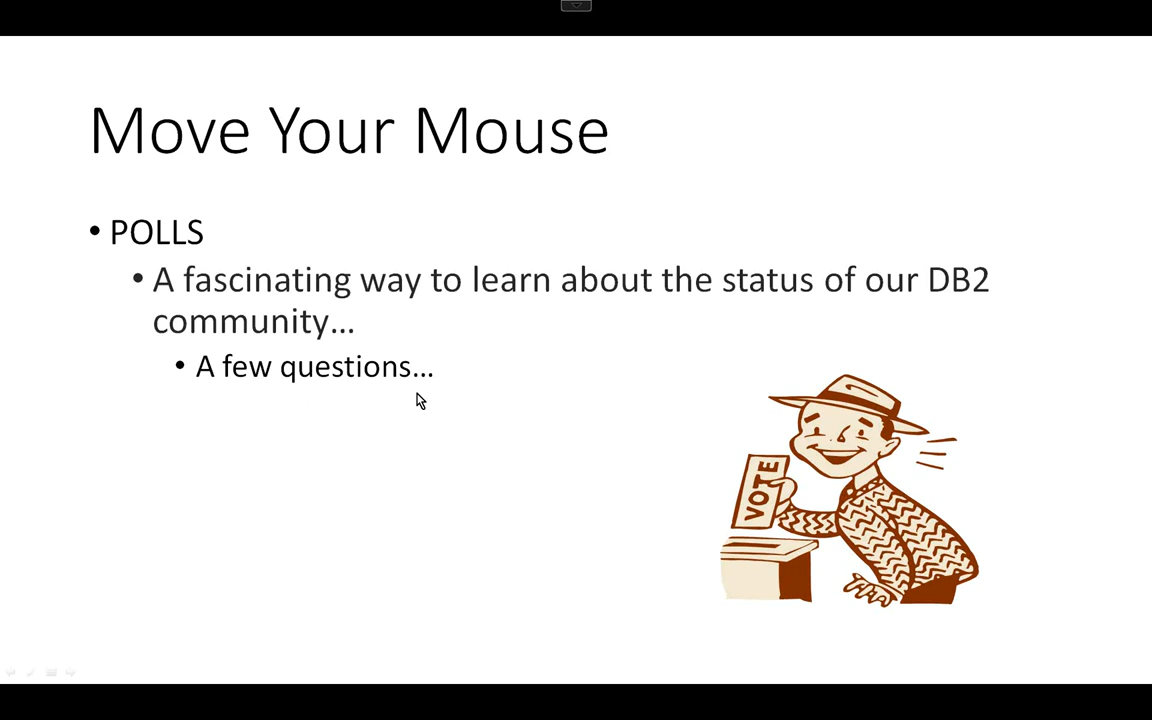 Move Your Mouse
• POLLS
• A fascinating way to learn about the status of our DB2
community...
• A few questions...
VOTE